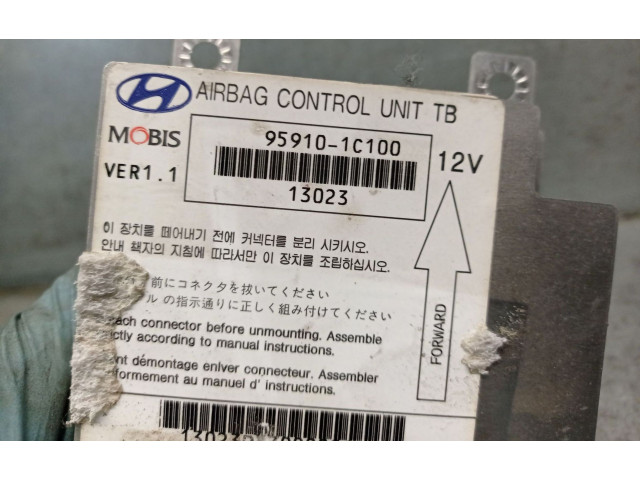 AIRBAG CONTROL UNIT TB
MOBIS
95910-1C100
12V
VER1.1
13023
이 장치를 떼어내기 전에 커넥터를 분리 시키시오.
안내 책자의 지침에 따라서만 이 장치를 조립하십시오.
前にコネクタを抜いてください
ルの指示通りに正しく組み付けてください
FORWARD
connector before unmounting. Assemble
according to manual instructions.
démontage enlver connecteur. Assembler
au manuel d' instructions.